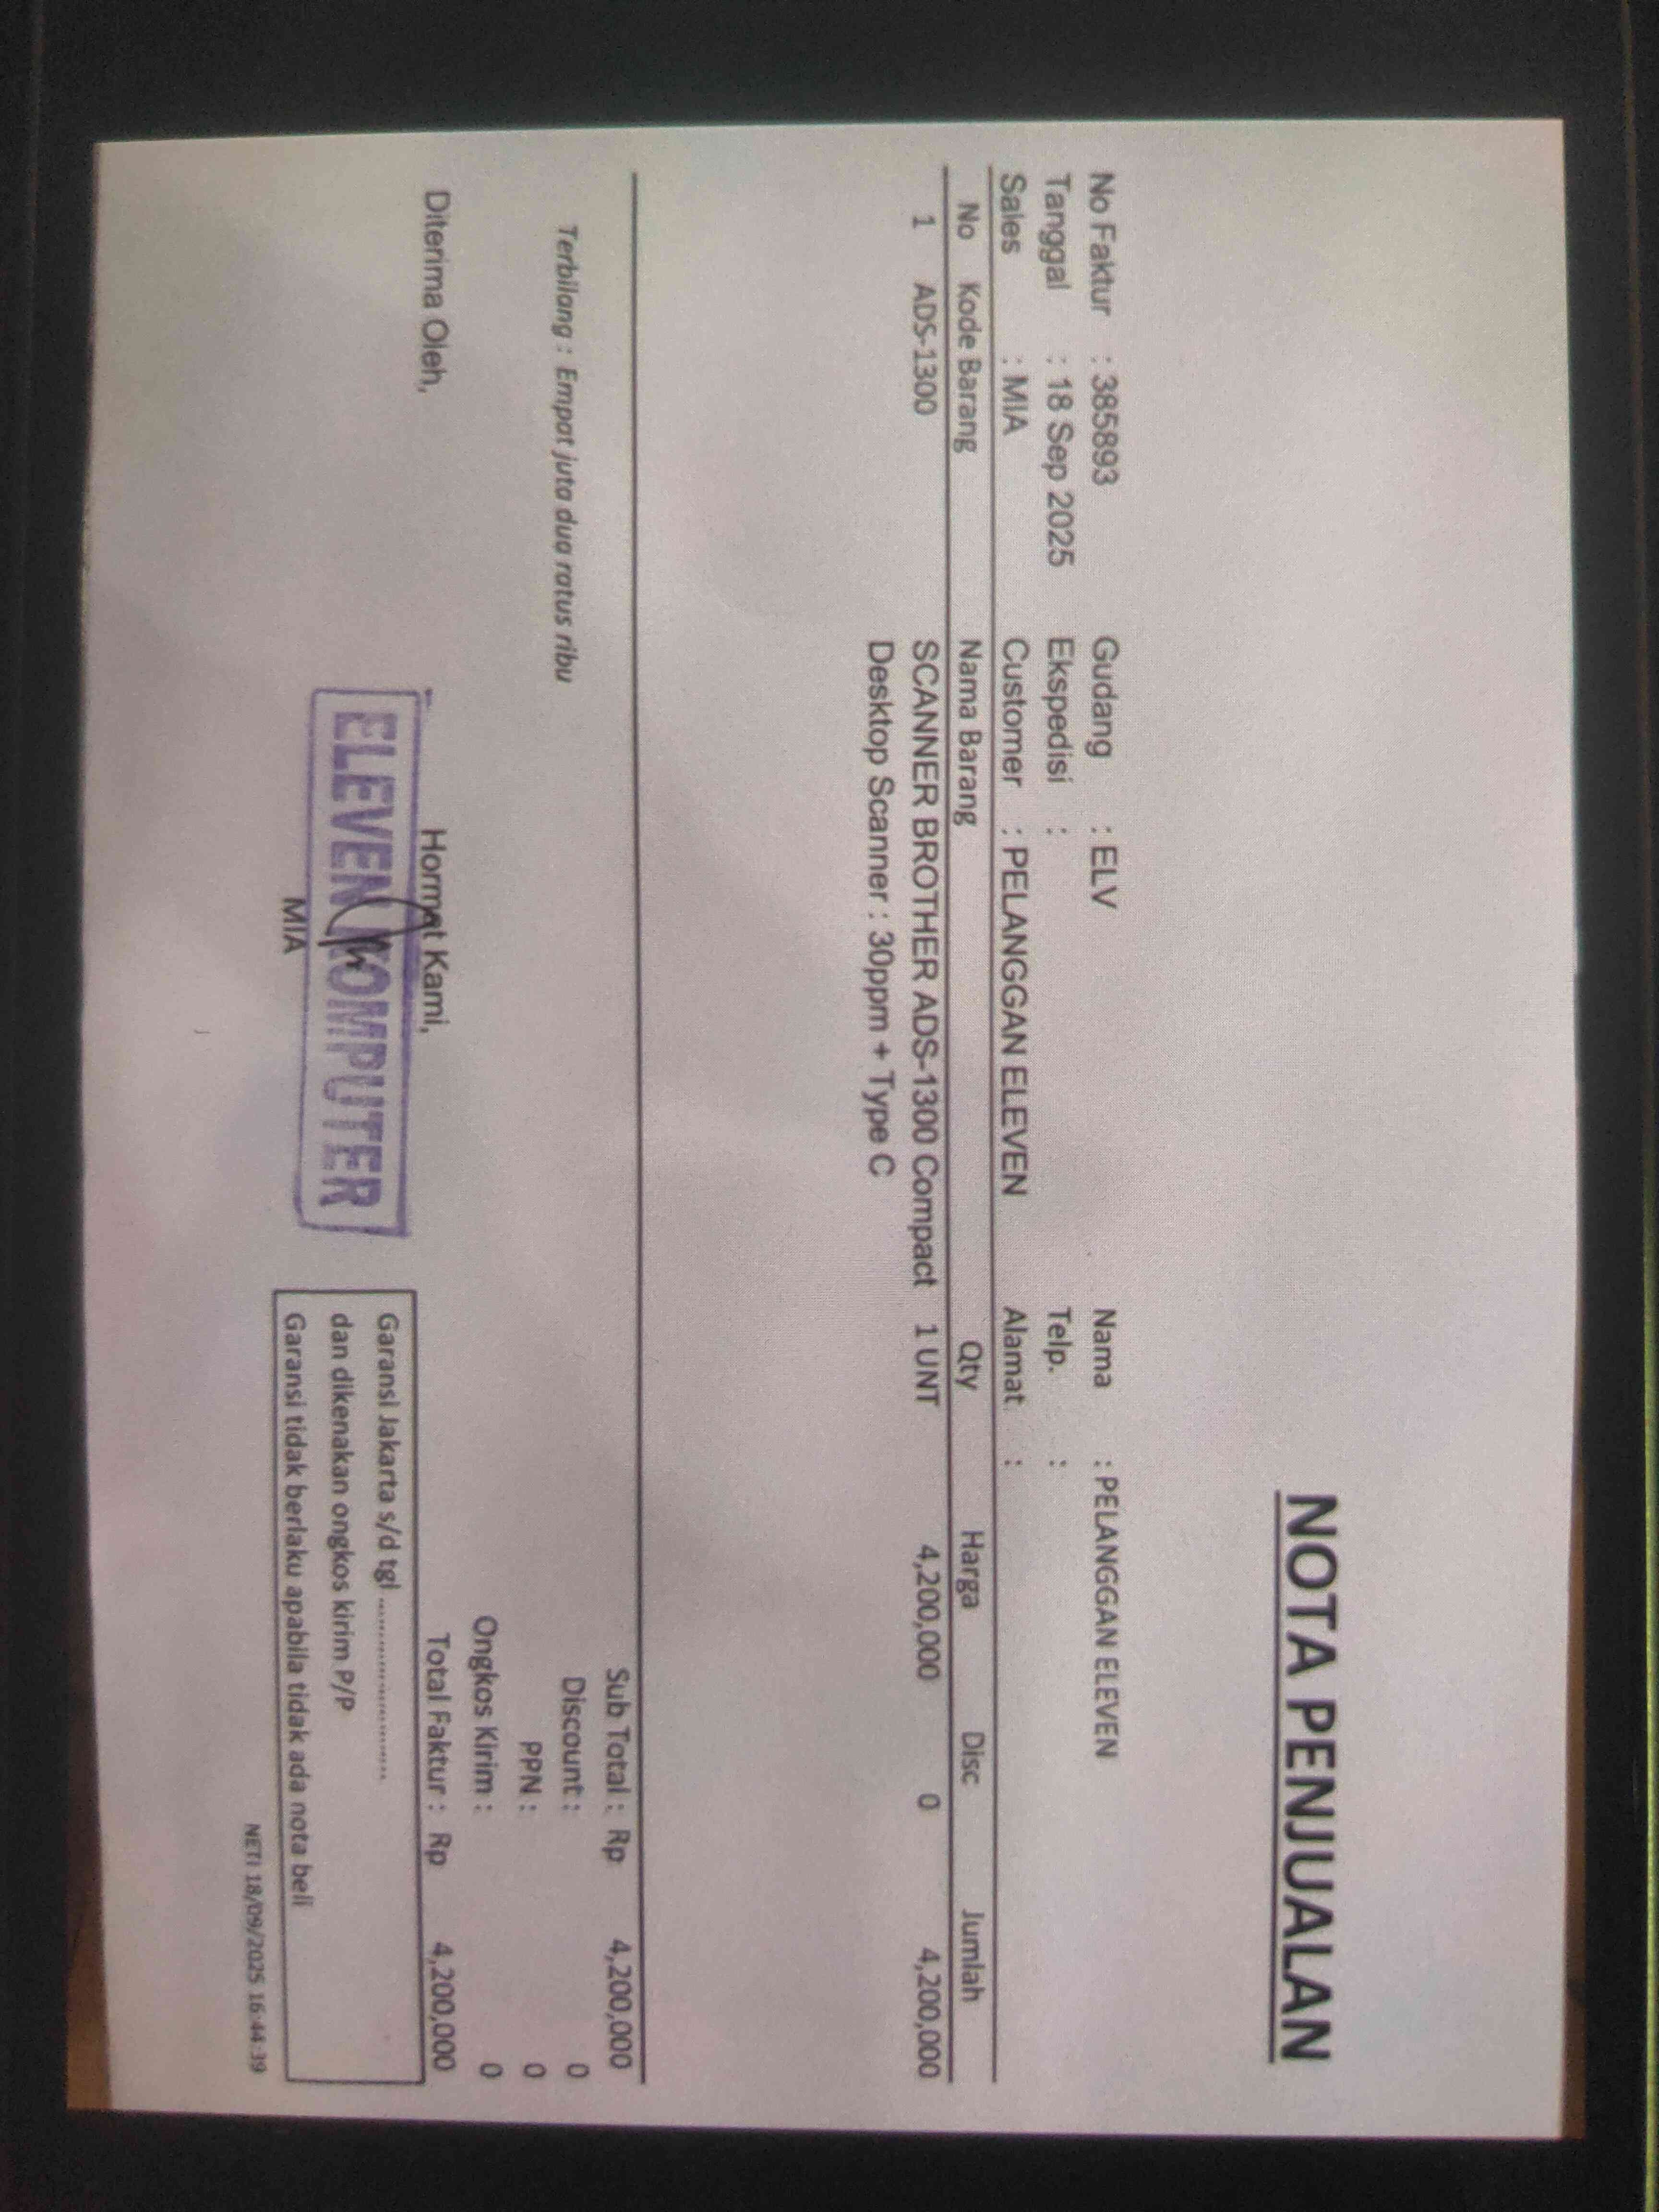 NOTA PENJUALAN
No Faktur : 385893 Gudang : ELV Nama : PELANGGAN ELEVEN
Tanggal : 18 Sep 2025 Ekspedisi : Telp. :
Sales : MIA Customer : PELANGGAN ELEVEN Alamat :
No Kode Barang Nama Barang Qty Harga Disc Jumlah
1 ADS-1300 SCANNER BROTHER ADS-1300 Compact 1 UNT 4,200,000 0 4,200,000
Desktop Scanner : 30ppm + Type C
Sub Total : Rp 4,200,000
Terbilang : Empat juta dua ratus ribu
Discount : 0
PPN : 0
Ongkos Kirim : 0
Diterima Oleh, Hormat Kami, Total Faktur : Rp 4,200,000
ELEVEN KOMPUTER
MIA
Garansi Jakarta s/d tgl ..............................
dan dikenakan ongkos kirim P/P
Garansi tidak berlaku apabila tidak ada nota beli
NETI 18/09/2025 16:44:39